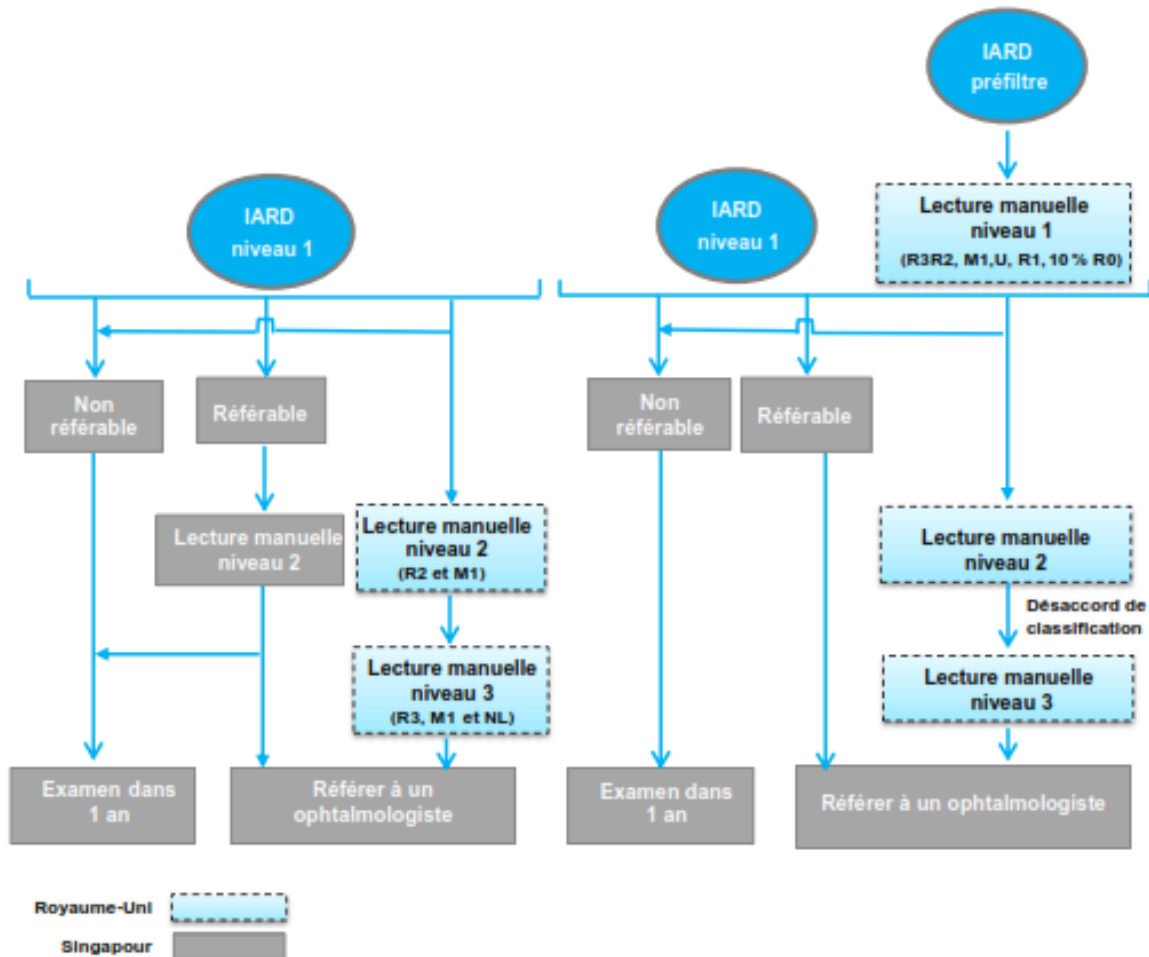 IARD
préfiltre
IARD
niveau 1
IARD
niveau 1
Lecture manuelle
niveau 1
(R3R2, M1,U, R1, 10 % R0)
Non
référable
Référable
Non
référable
Référable
Lecture manuelle
niveau 2
Lecture manuelle
niveau 2
(R2 et M1)
Lecture manuelle
niveau 2
Désaccord de
classification
Lecture manuelle
niveau 3
(R3, M1 et NL)
Lecture manuelle
niveau 3
Examen dans
1 an
Référer à un
ophtalmologiste
Examen dans
1 an
Référer à un ophtalmologiste
Royaume-Uni
Singapour